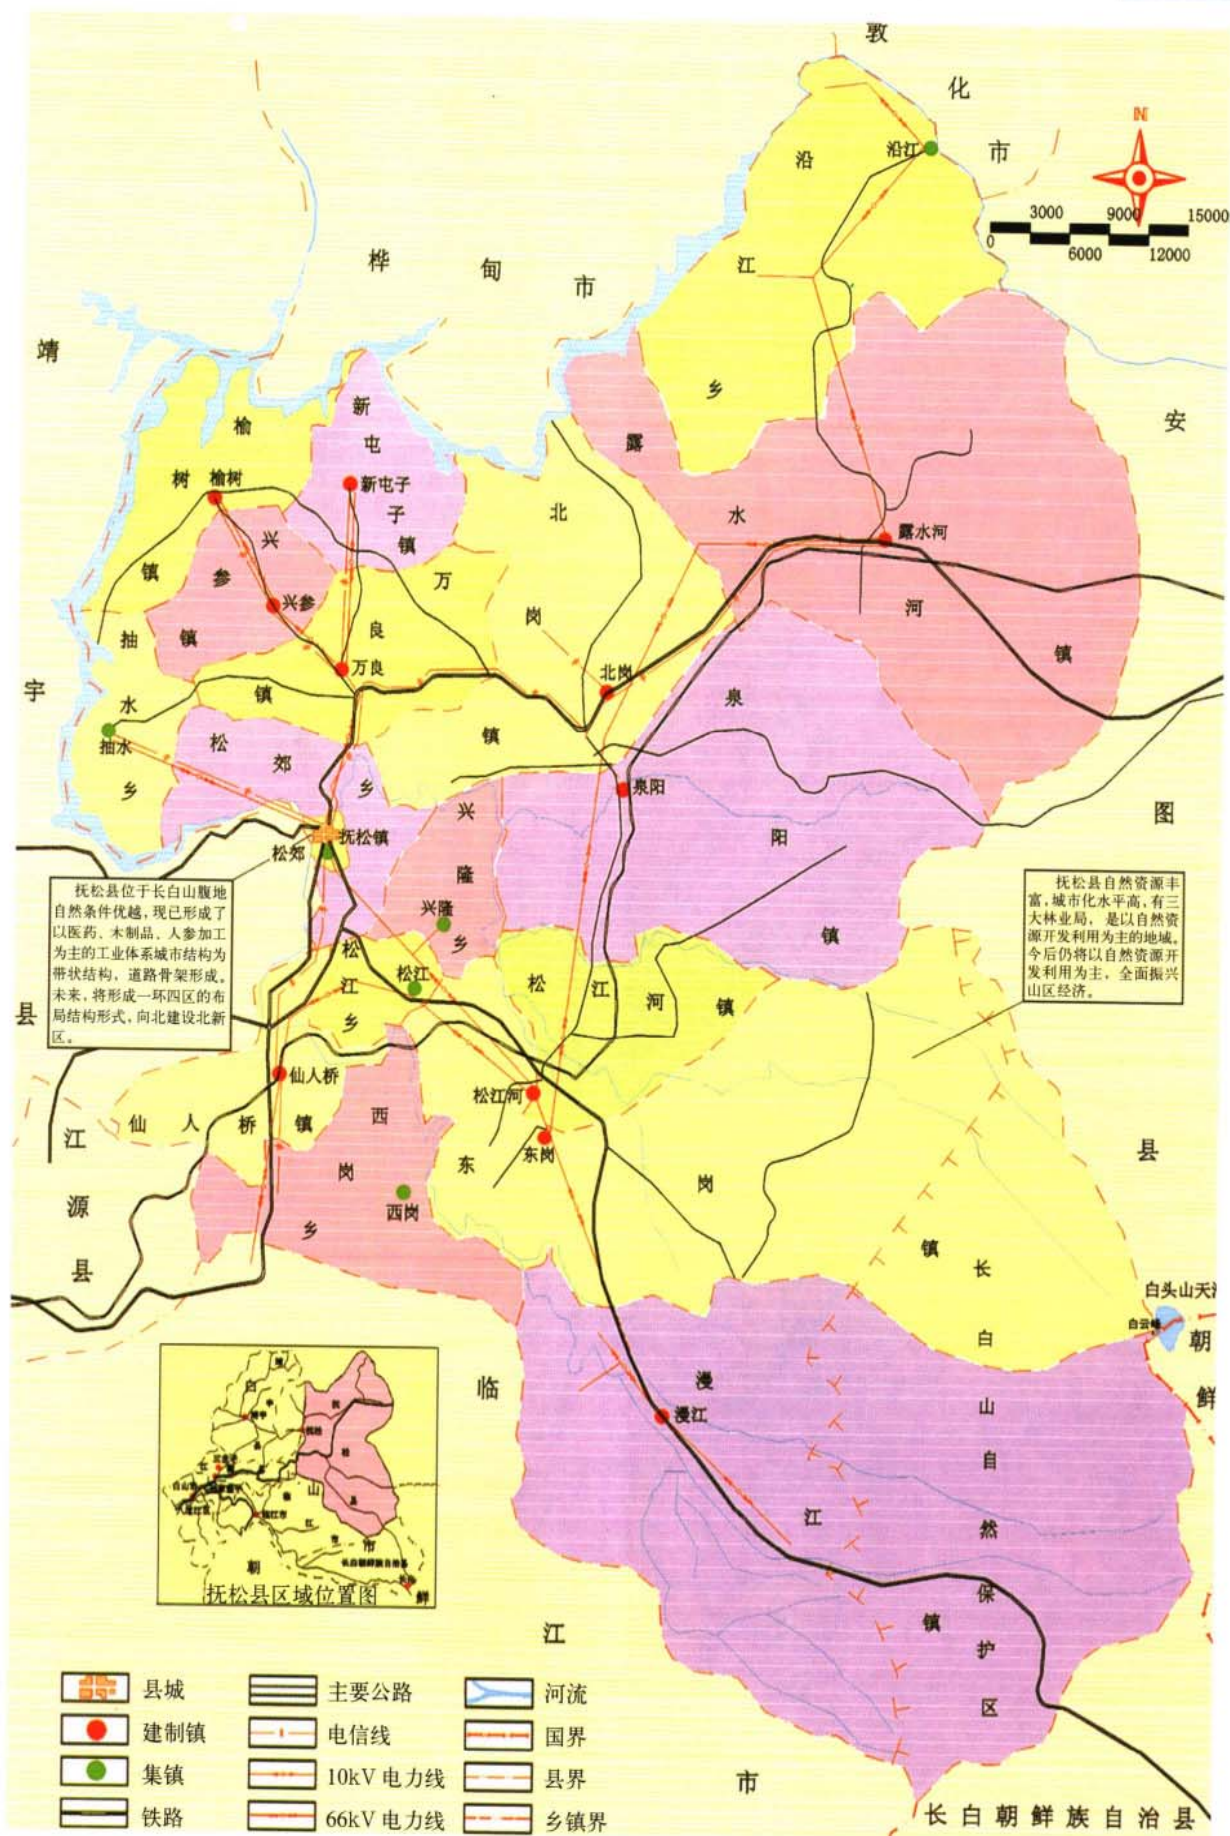 敦化市
N
3000 9000 15000
0 6000 12000
沿江
沿江乡
桦甸市
靖宇县
安图县
榆树镇
榆树
新屯子镇
新屯子
兴参镇
兴参
万良镇
万良
北岗镇
北岗
露水河镇
露水河
抽水乡
抽水
松郊乡
松郊
抚松镇
泉阳镇
泉阳
兴隆乡
兴隆
抚松县位于长白山腹地
自然条件优越，现已形成了
以医药、木制品、人参加工
为主的工业体系城市结构为
带状结构，道路骨架形成。
未来，将形成一环四区的布
局结构形式，向北建设北新
区。
抚松县自然资源丰
富，城市化水平高，有三
大林业局，是以自然资
源开发利用为主的地域。
今后仍将以自然资源开
发利用为主，全面振兴
山区经济。
松江乡
松江
松江河镇
松江河
仙人桥
仙人桥镇
江源县
西岗乡
西岗
东岗
东岗镇
长白山自然保护区
白头山天
白云峰
朝鲜
临江市
漫江镇
漫江
抚松县区域位置图
县城
建制镇
集镇
铁路
主要公路
电信线
10kV 电力线
66kV 电力线
河流
国界
县界
乡镇界
长白朝鲜族自治县